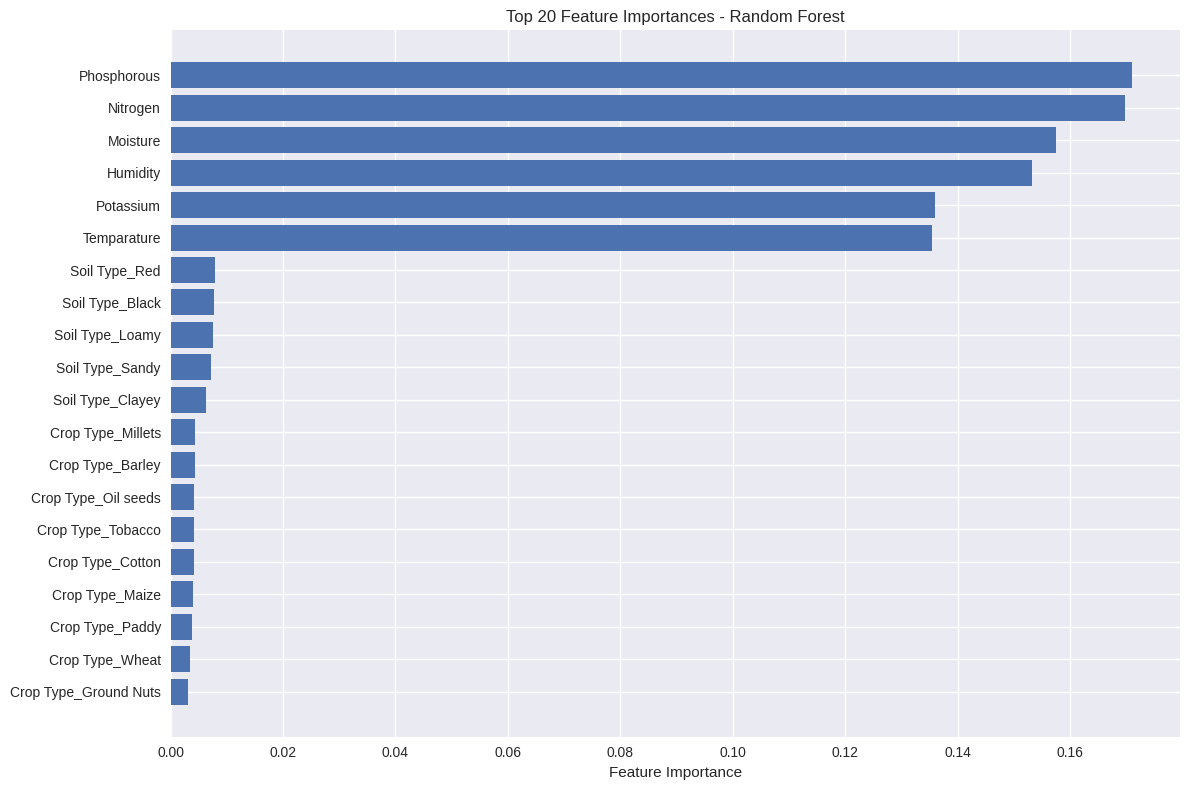 Top 20 Feature Importances - Random Forest
Phosphorous
Nitrogen
Moisture
Humidity
Potassium
Temparature
Soil Type_Red
Soil Type_Black
Soil Type_Loamy
Soil Type_Sandy
Soil Type_Clayey
Crop Type_Millets
Crop Type_Barley
Crop Type_Oil seeds
Crop Type_Tobacco
Crop Type_Cotton
Crop Type_Maize
Crop Type_Paddy
Crop Type_Wheat
Crop Type_Ground Nuts
0.00 0.02 0.04 0.06 0.08 0.10 0.12 0.14 0.16
Feature Importance